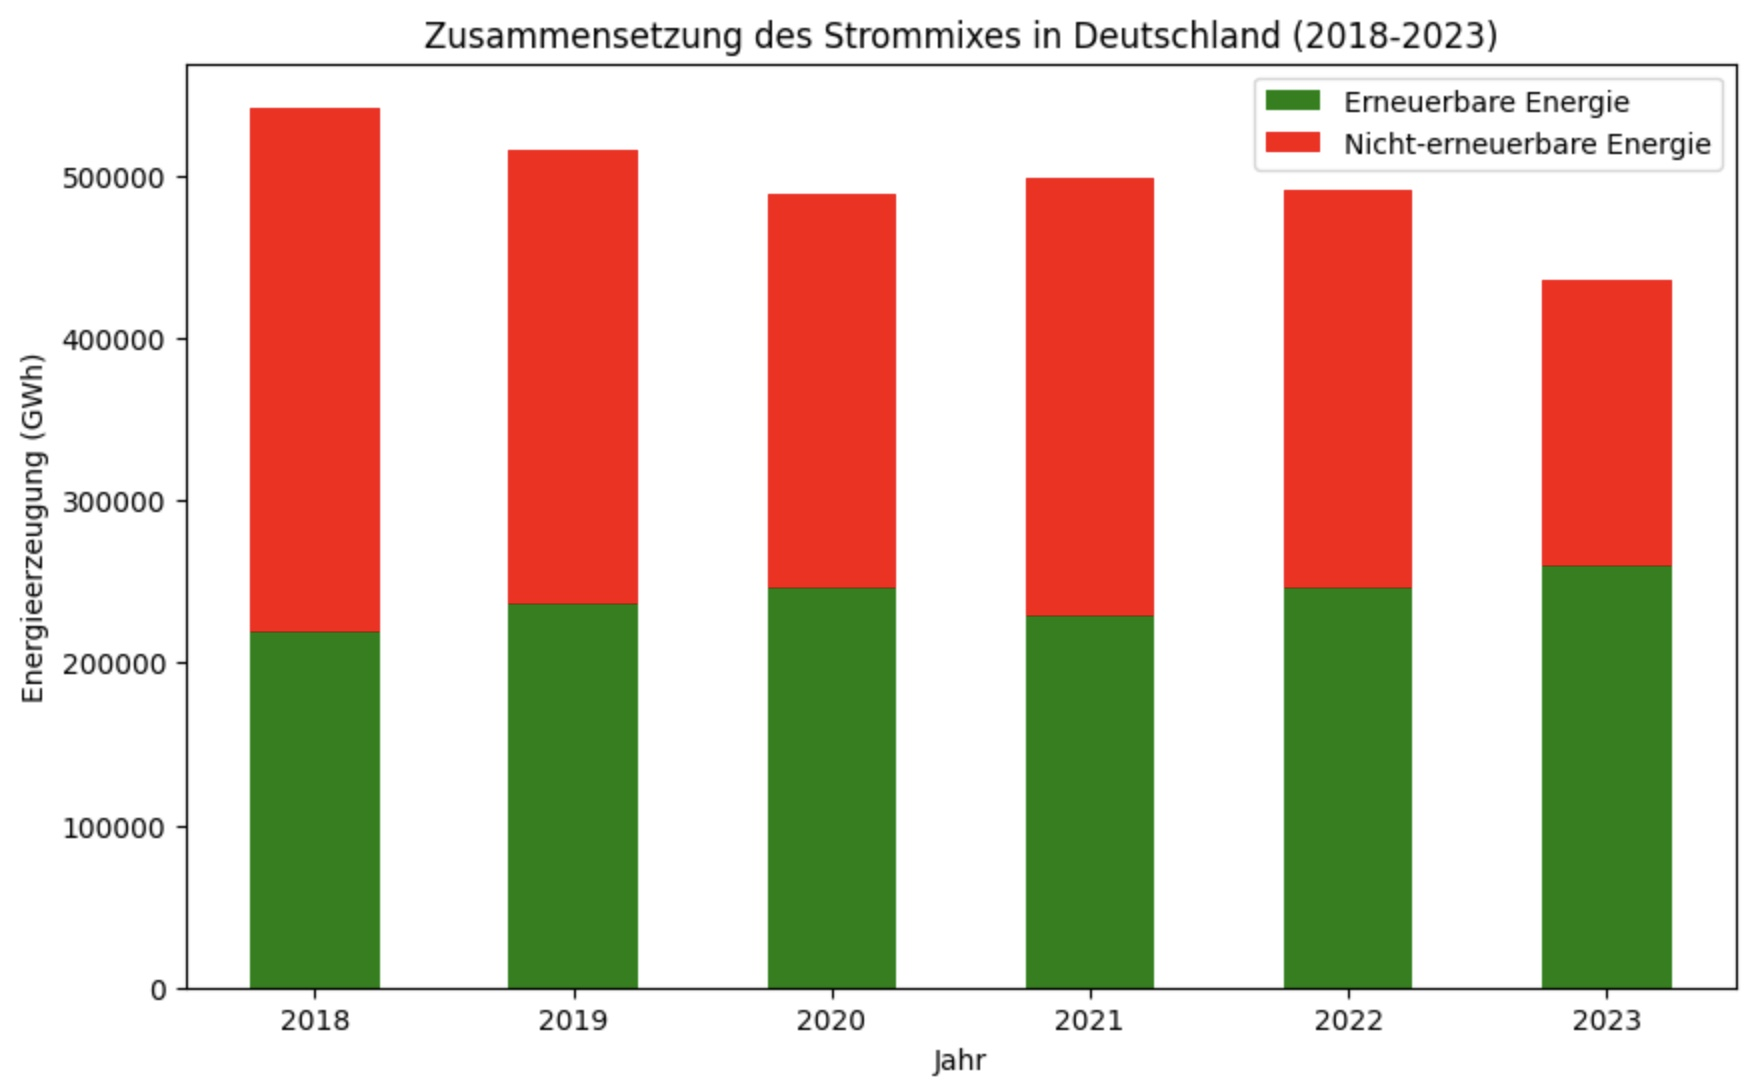 Zusammensetzung des Strommixes in Deutschland (2018-2023)
Erneuerbare Energie
Nicht-erneuerbare Energie
Energieerzeugung (GWh)
500000
400000
300000
200000
100000
0
2018 2019 2020 2021 2022 2023
Jahr